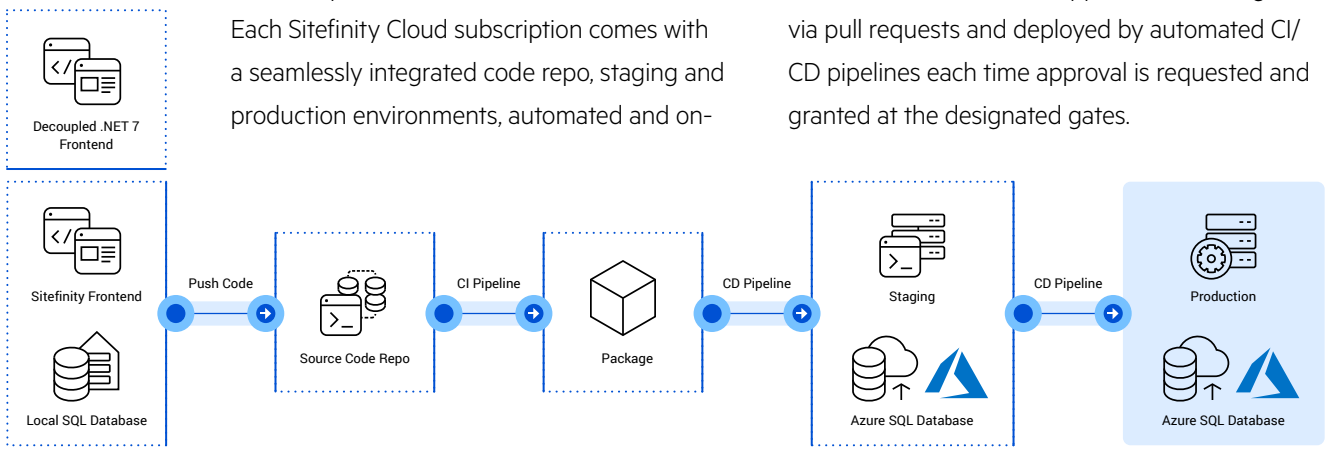 Each Sitefinity Cloud subscription comes with
a seamlessly integrated code repo, staging and
production environments, automated and on-
via pull requests and deployed by automated CI/
CD pipelines each time approval is requested and
granted at the designated gates.
Decoupled .NET 7
Frontend
Sitefinity Frontend
Local SQL Database
Push Code
Source Code Repo
CI Pipeline
Package
CD Pipeline
Staging
Azure SQL Database
CD Pipeline
Production
Azure SQL Database